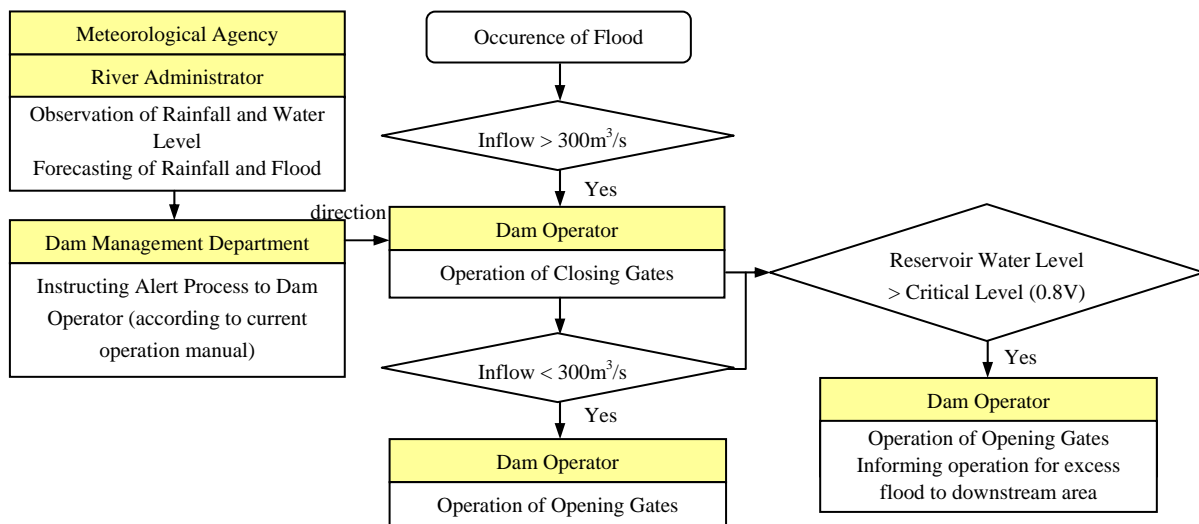 Meteorological Agency
River Administrator
Observation of Rainfall and Water
Level
Forecasting of Rainfall and Flood
Occurence of Flood
Inflow > 300m³/s
Yes
direction
Dam Management Department
Instructing Alert Process to Dam
Operator (according to current
operation manual)
Dam Operator
Operation of Closing Gates
Inflow < 300m³/s
Yes
Dam Operator
Operation of Opening Gates
Reservoir Water Level
> Critical Level (0.8V)
Yes
Dam Operator
Operation of Opening Gates
Informing operation for excess
flood to downstream area